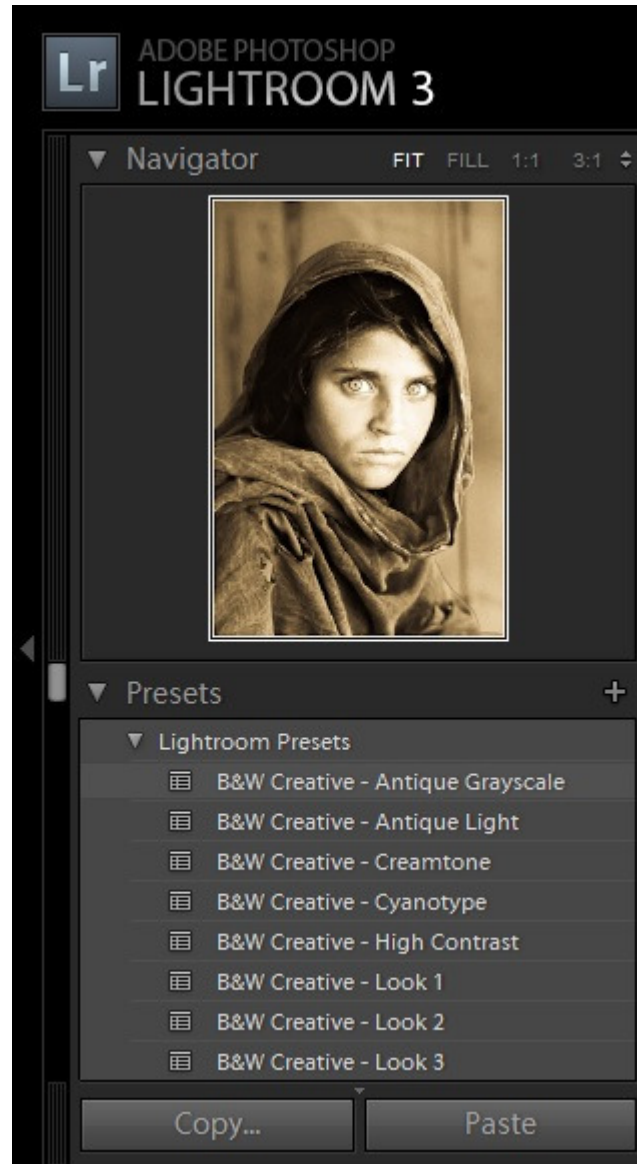 Lr
ADOBE PHOTOSHOP
LIGHTROOM 3
Navigator FIT FILL 1:1 3:1
Presets +
Lightroom Presets
B&W Creative - Antique Grayscale
B&W Creative - Antique Light
B&W Creative - Creamtone
B&W Creative - Cyanotype
B&W Creative - High Contrast
B&W Creative - Look 1
B&W Creative - Look 2
B&W Creative - Look 3
Copy... Paste